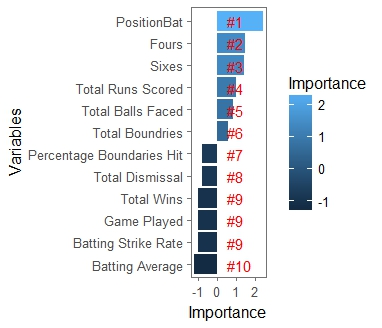 PositionBat #1
Fours #2
Sixes #3
Total Runs Scored #4
Total Balls Faced #5
Total Boundries #6
Percentage Boundaries Hit #7
Total Dismissal #8
Total Wins #9
Game Played #9
Batting Strike Rate #9
Batting Average #10
-1 0 1 2
Importance
Variables
Importance
2
1
0
-1